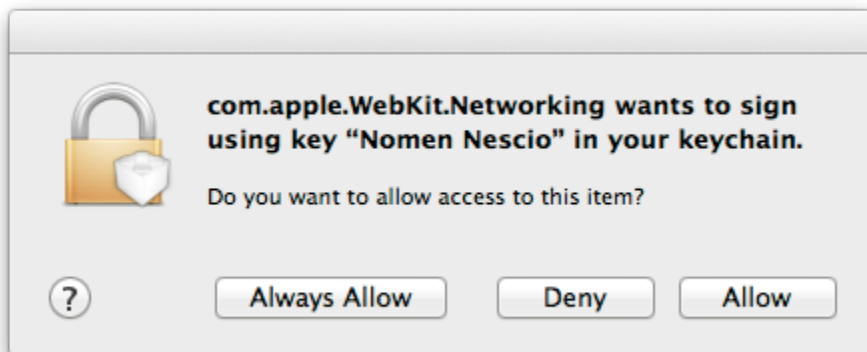 com.apple.WebKit.Networking wants to sign
using key “Nomen Nescio” in your keychain.
Do you want to allow access to this item?
?
Always Allow
Deny
Allow